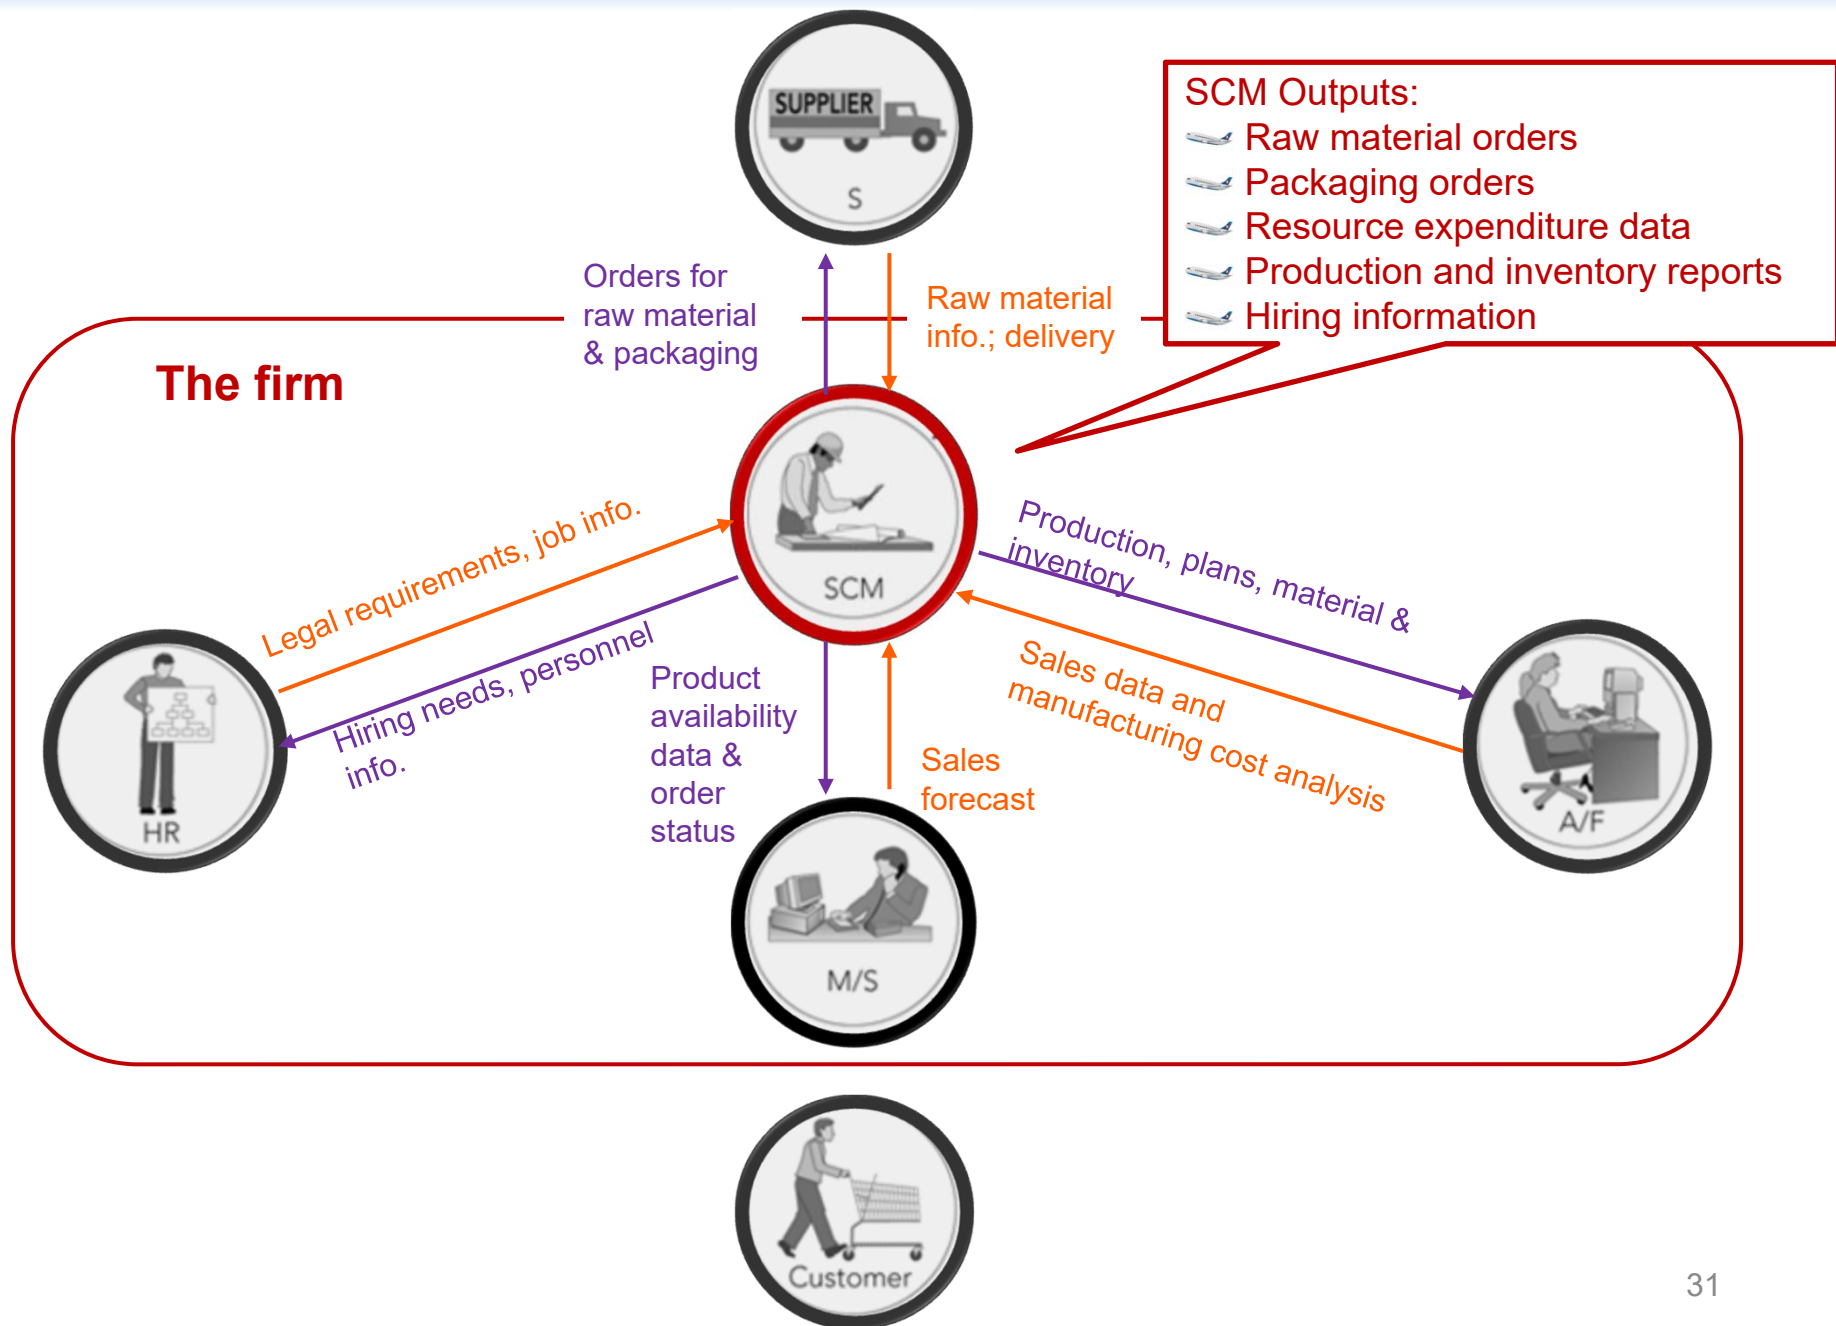 SUPPLIER
S
SCM Outputs:
Raw material orders
Packaging orders
Resource expenditure data
Production and inventory reports
Hiring information
Orders for
raw material
& packaging
Raw material
info.; delivery
The firm
SCM
Legal requirements, job info.
Hiring needs, personnel
info.
Production, plans, material &
inventory
Sales data and
manufacturing cost analysis
Product
availability
data &
order
status
Sales
forecast
HR
A/F
M/S
Customer
31